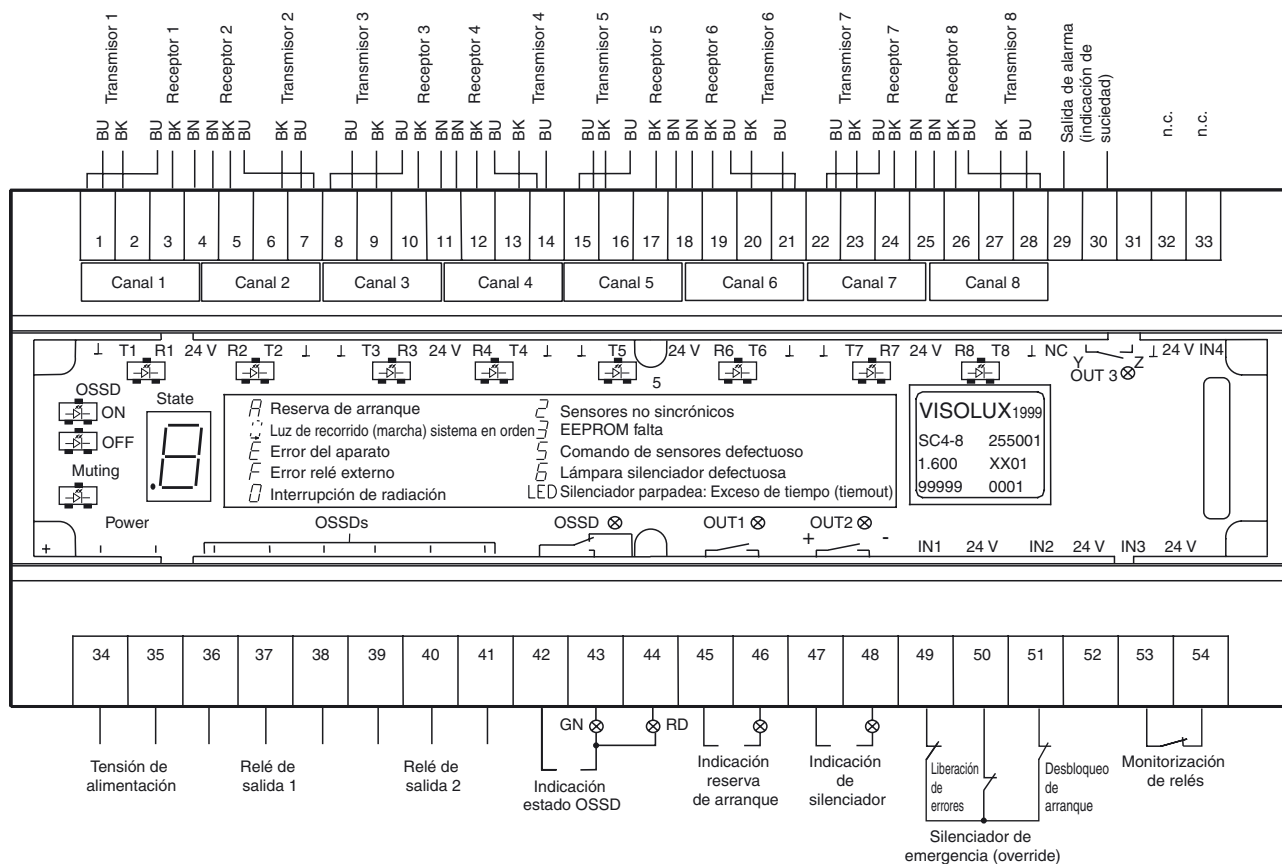 Transmisor 1
Receptor 1
Receptor 2
Transmisor 2
Transmisor 3
Receptor 3
Receptor 4
Transmisor 4
Transmisor 5
Receptor 5
Receptor 6
Transmisor 6
Transmisor 7
Receptor 7
Receptor 8
Transmisor 8
Salida de alarma
(indicación de
suciedad)
n.c.
n.c.
BU BK BU BK BN BN BK BU BK BU BU BK BU BK BN BN BK BU BK BU BU BK BU BK BN BN BK BU BK BU BU BK BU BK BN BN BK BU BK BU
1 2 3 4 5 6 7 8 9 10 11 12 13 14 15 16 17 18 19 20 21 22 23 24 25 26 27 28 29 30 31 32 33
Canal 1 Canal 2 Canal 3 Canal 4 Canal 5 Canal 6 Canal 7 Canal 8
⊥ T1 R1 24 V R2 T2 ⊥ ⊥ T3 R3 24 V R4 T4 ⊥ ⊥ T5 24 V R6 T6 ⊥ ⊥ T7 R7 24 V R8 T8 ⊥ NC Y Z ⊥ 24 V IN4
OUT 3
5
OSSD
ON
OFF
Muting
State
8.
A Reserva de arranque
Luz de recorrido (marcha) sistema en orden
E Error del aparato
F Error relé externo
0 Interrupción de radiación
2 Sensores no sincrónicos
3 EEPROM falta
5 Comando de sensores defectuoso
6 Lámpara silenciador defectuosa
LED Silenciador parpadea: Exceso de tiempo (tiemout)
VISOLUX 1999
SC4-8 255001
1.600 XX01
99999 0001
Power
+ - -
OSSDs
OSSD
OUT1
OUT2
+ -
IN1 24 V IN2 24 V IN3 24 V
34 35 36 37 38 39 40 41 42 43 44 45 46 47 48 49 50 51 52 53 54
GN
RD
Tensión de
alimentación
Relé de
salida 1
Relé de
salida 2
Indicación
estado OSSD
Indicación
reserva
de arranque
Indicación
de
silenciador
Liberación
de
errores
Desbloqueo
de
arranque
Silenciador de
emergencia (override)
Monitorización
de relés